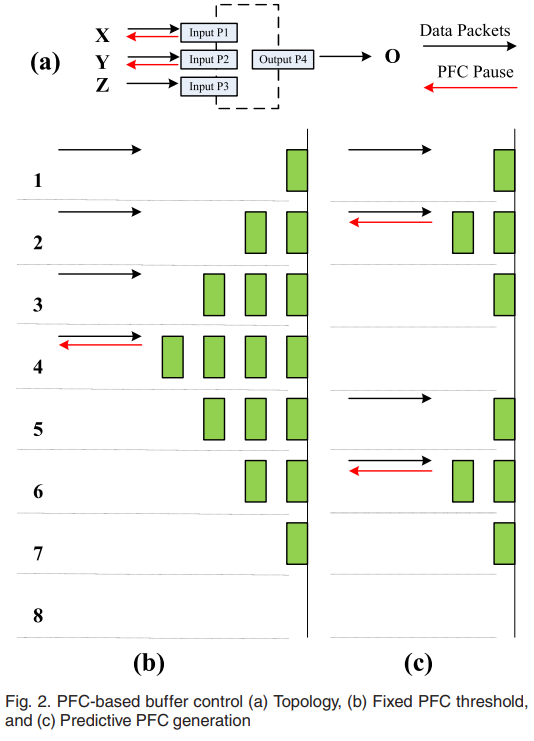 X
Input P1
Data Packets
(a)
Y
Input P2
Output P4
O
Z
Input P3
PFC Pause
1
2
3
4
5
6
7
8
(b)
(c)
Fig. 2. PFC-based buffer control (a) Topology, (b) Fixed PFC threshold,
and (c) Predictive PFC generation